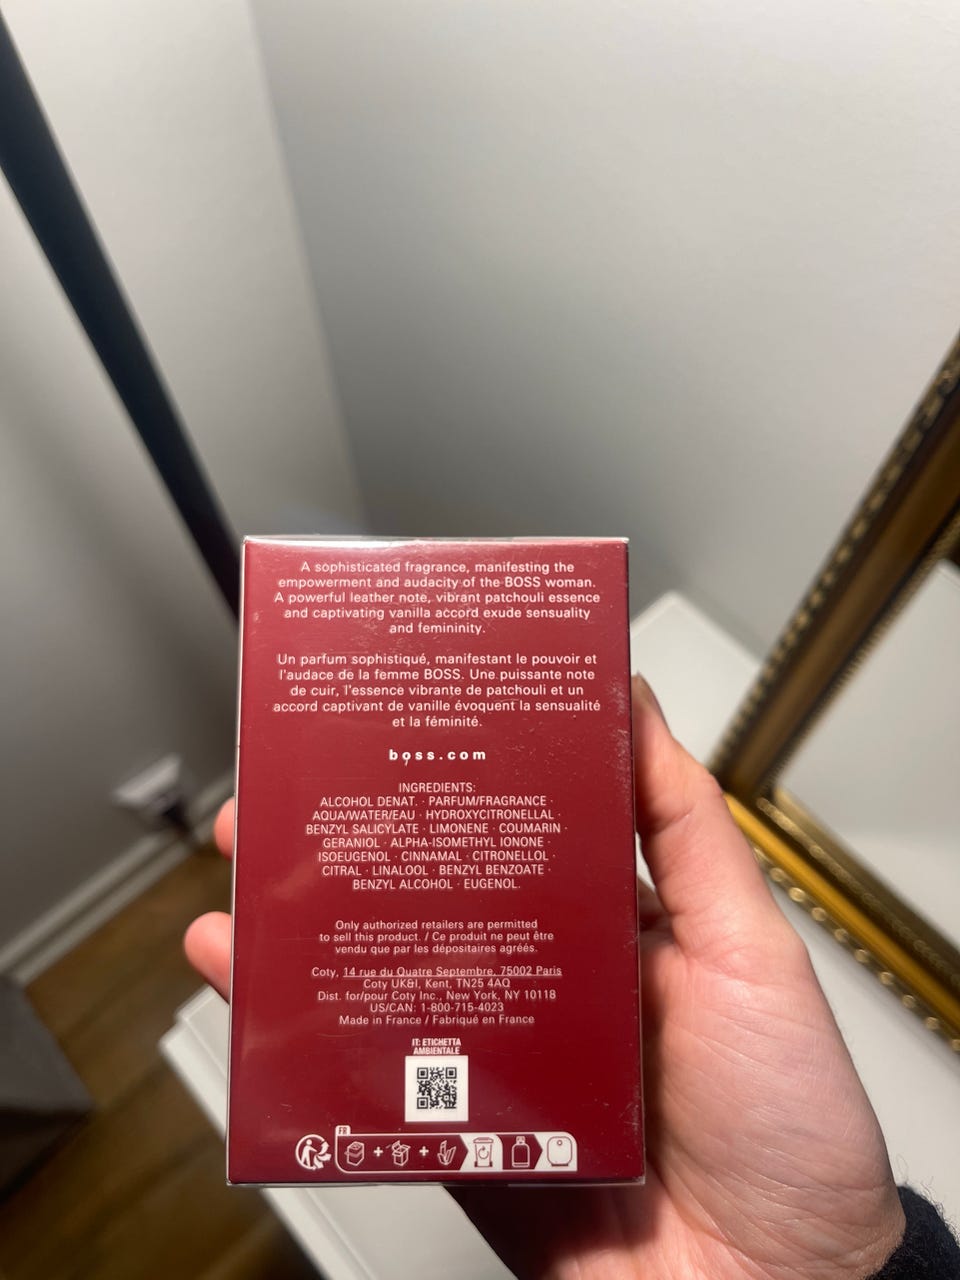 A sophisticated fragrance, manifesting the
empowerment and audacity of the BOSS woman.
A powerful leather note, vibrant patchouli essence
and captivating vanilla accord exude sensuality
and femininity.
Un parfum sophistiqué, manifestant le pouvoir et
l'audace de la femme BOSS. Une puissante note
de cuir, l'essence vibrante de patchouli et un
accord captivant de vanille évoquent la sensualité
et la féminité.
boss.com
INGREDIENTS:
ALCOHOL DENAT. · PARFUM/FRAGRANCE ·
AQUA/WATER/EAU · HYDROXYCITRONELLAL ·
BENZYL SALICYLATE · LIMONENE · COUMARIN ·
GERANIOL · ALPHA-ISOMETHYL IONONE ·
ISOEUGENOL · CINNAMAL · CITRONELLOL ·
CITRAL · LINALOOL · BENZYL BENZOATE ·
BENZYL ALCOHOL · EUGENOL.
Only authorized retailers are permitted
to sell this product. / Ce produit ne peut être
vendu que par les dépositaires agréés.
Coty, 14 rue du Quatre Septembre, 75002 Paris
Coty UK&I, Kent, TN25 4AQ
Dist. for/pour Coty Inc., New York, NY 10118
US/CAN: 1-800-715-4023
Made in France / Fabriqué en France
IT: ETICHETTA
AMBIENTALE
FR